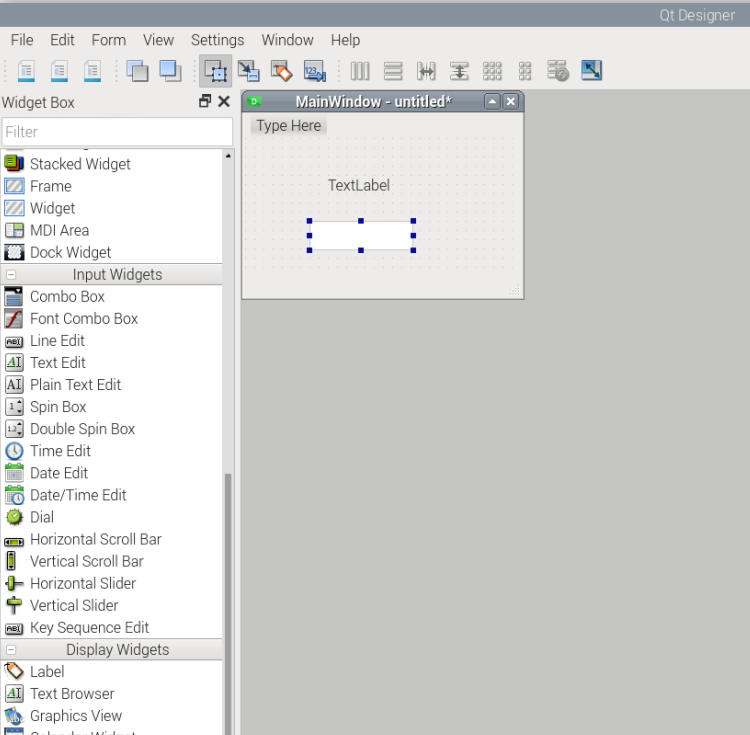 Qt Designer
File Edit Form View Settings Window Help
Widget Box
MainWindow - untitled*
Filter
Type Here
Stacked Widget
TextLabel
Frame
Widget
MDI Area
Dock Widget
Input Widgets
Combo Box
Font Combo Box
Line Edit
Text Edit
Plain Text Edit
Spin Box
Double Spin Box
Time Edit
Date Edit
Date/Time Edit
Dial
Horizontal Scroll Bar
Vertical Scroll Bar
Horizontal Slider
Vertical Slider
Key Sequence Edit
Display Widgets
Label
Text Browser
Graphics View
Calendar Widget